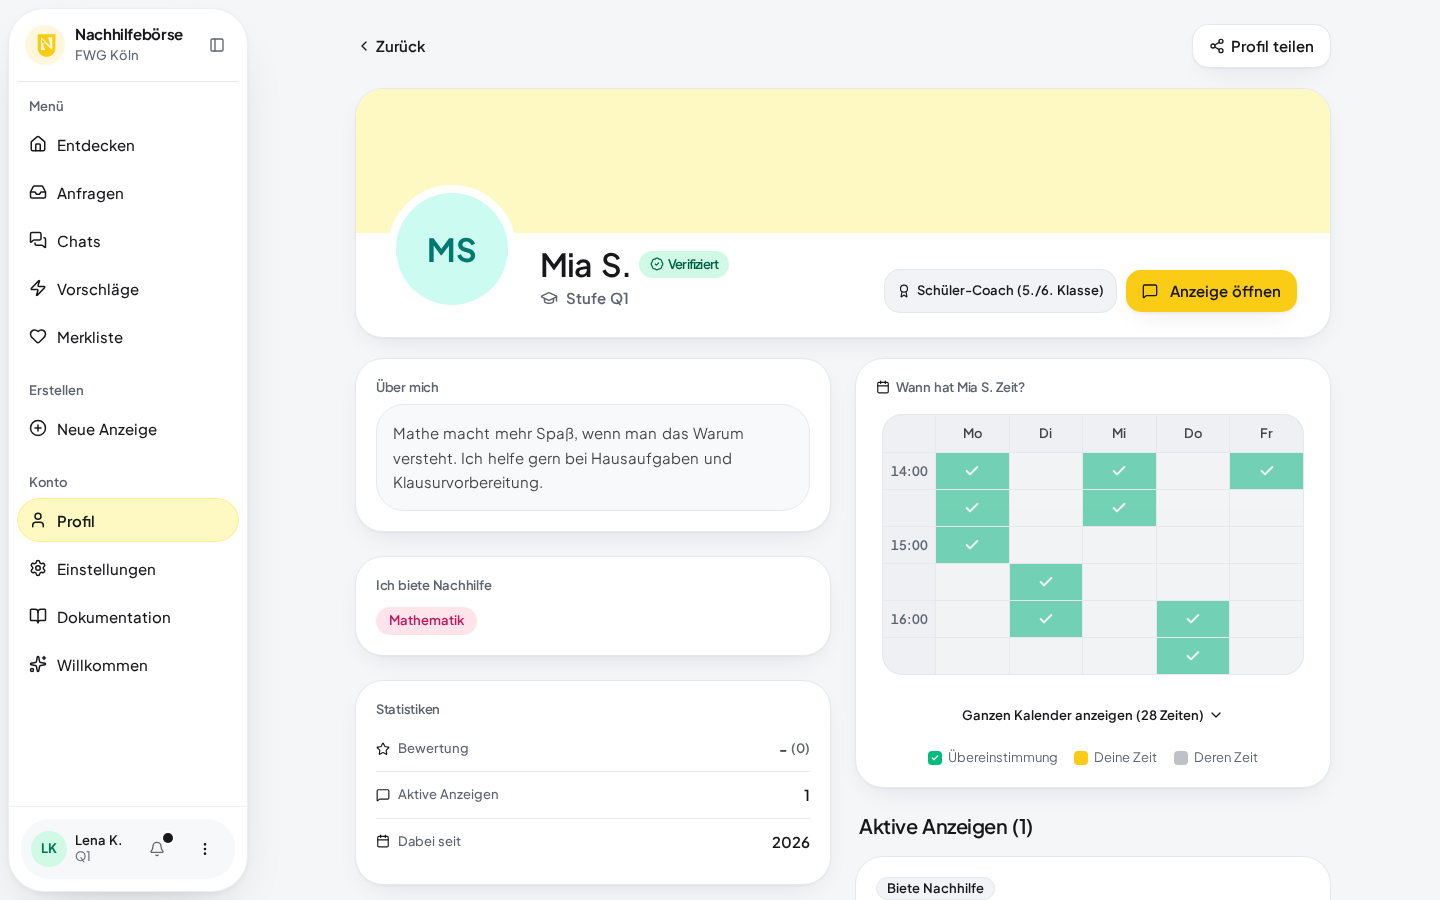 Nachhilfebörse
FWG Köln
Menü
Entdecken
Anfragen
Chats
Vorschläge
Merkliste
Erstellen
Neue Anzeige
Konto
Profil
Einstellungen
Dokumentation
Willkommen
LK
Lena K.
Q1
Zurück
Profil teilen
MS
Mia S.
Verifiziert
Stufe Q1
Schüler-Coach (5./6. Klasse)
Anzeige öffnen
Über mich
Mathe macht mehr Spaß, wenn man das Warum
versteht. Ich helfe gern bei Hausaufgaben und
Klausurvorbereitung.
Ich biete Nachhilfe
Mathematik
Statistiken
Bewertung – (0)
Aktive Anzeigen 1
Dabei seit 2026
Wann hat Mia S. Zeit?
Mo Di Mi Do Fr
14:00
15:00
16:00
Ganzen Kalender anzeigen (28 Zeiten)
Übereinstimmung Deine Zeit Deren Zeit
Aktive Anzeigen (1)
Biete Nachhilfe